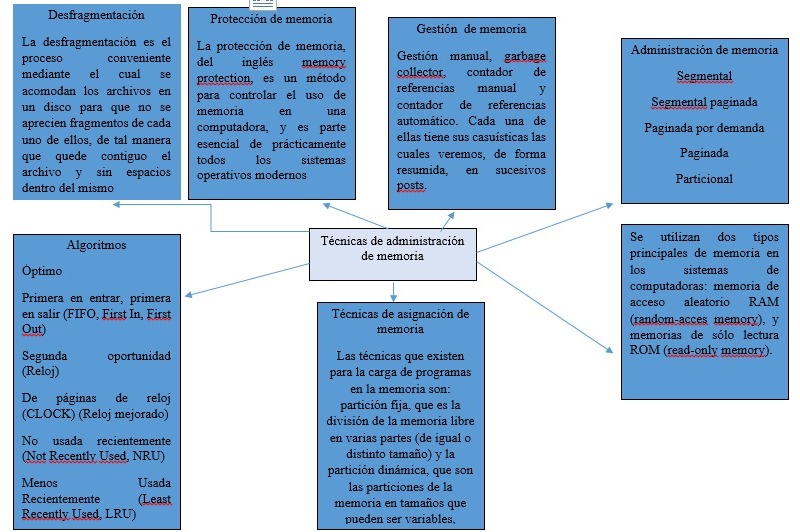 Desfragmentación
La desfragmentación es el
proceso conveniente
mediante el cual se
acomodan los archivos en
un disco para que no se
aprecien fragmentos de cada
uno de ellos, de tal manera
que quede contiguo el
archivo y sin espacios
dentro del mismo
Protección de memoria
La protección de memoria,
del inglés memory
protection, es un método
para controlar el uso de
memoria en una
computadora, y es parte
esencial de prácticamente
todos los sistemas
operativos modernos
Gestión de memoria
Gestión manual, garbage
collector, contador de
referencias manual y
contador de referencias
automático. Cada una de
ellas tiene sus casuísticas las
cuales veremos, de forma
resumida, en sucesivos
posts.
Administración de memoria
Segmental
Segmental paginada
Paginada por demanda
Paginada
Particional
Técnicas de administración
de memoria
Algoritmos
Óptimo
Primera en entrar, primera
en salir (FIFO, First In, First
Out)
Segunda oportunidad
(Reloj)
De páginas de reloj
(CLOCK) (Reloj mejorado)
No usada recientemente
(Not Recently Used, NRU)
Menos Usada
Recientemente (Least
Recently Used, LRU)
Técnicas de asignación de
memoria
Las técnicas que existen
para la carga de programas
en la memoria son:
partición fija, que es la
división de la memoria libre
en varias partes (de igual o
distinto tamaño) y la
partición dinámica, que son
las particiones de la
memoria en tamaños que
pueden ser variables,
Se utilizan dos tipos
principales de memoria en
los sistemas de
computadoras: memoria de
acceso aleatorio RAM
(random-acces memory), y
memorias de sólo lectura
ROM (read-only memory).